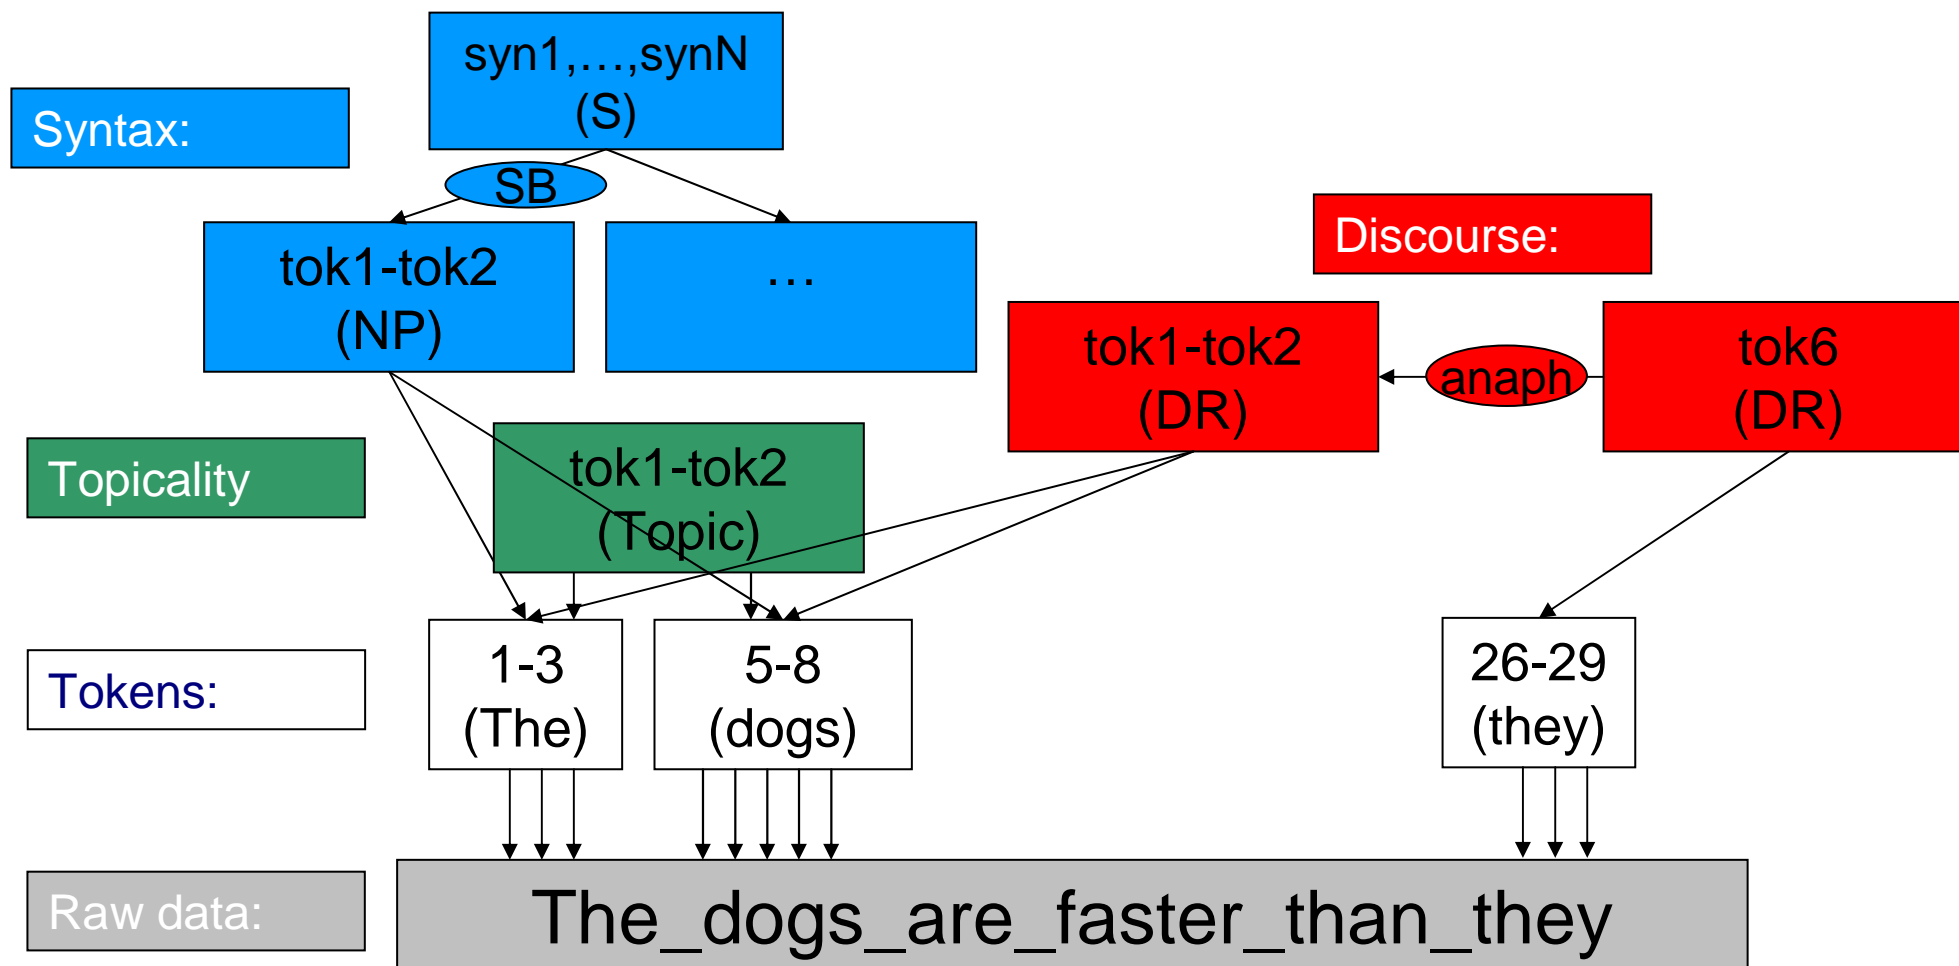 syn1,...,synN
(S)
Syntax:
SB
tok1-tok2
(NP)
...
Discourse:
tok1-tok2
(DR)
anaph
tok6
(DR)
Topicality
tok1-tok2
(Topic)
Tokens:
1-3
(The)
5-8
(dogs)
26-29
(they)
Raw data:
The_dogs_are_faster_than_they